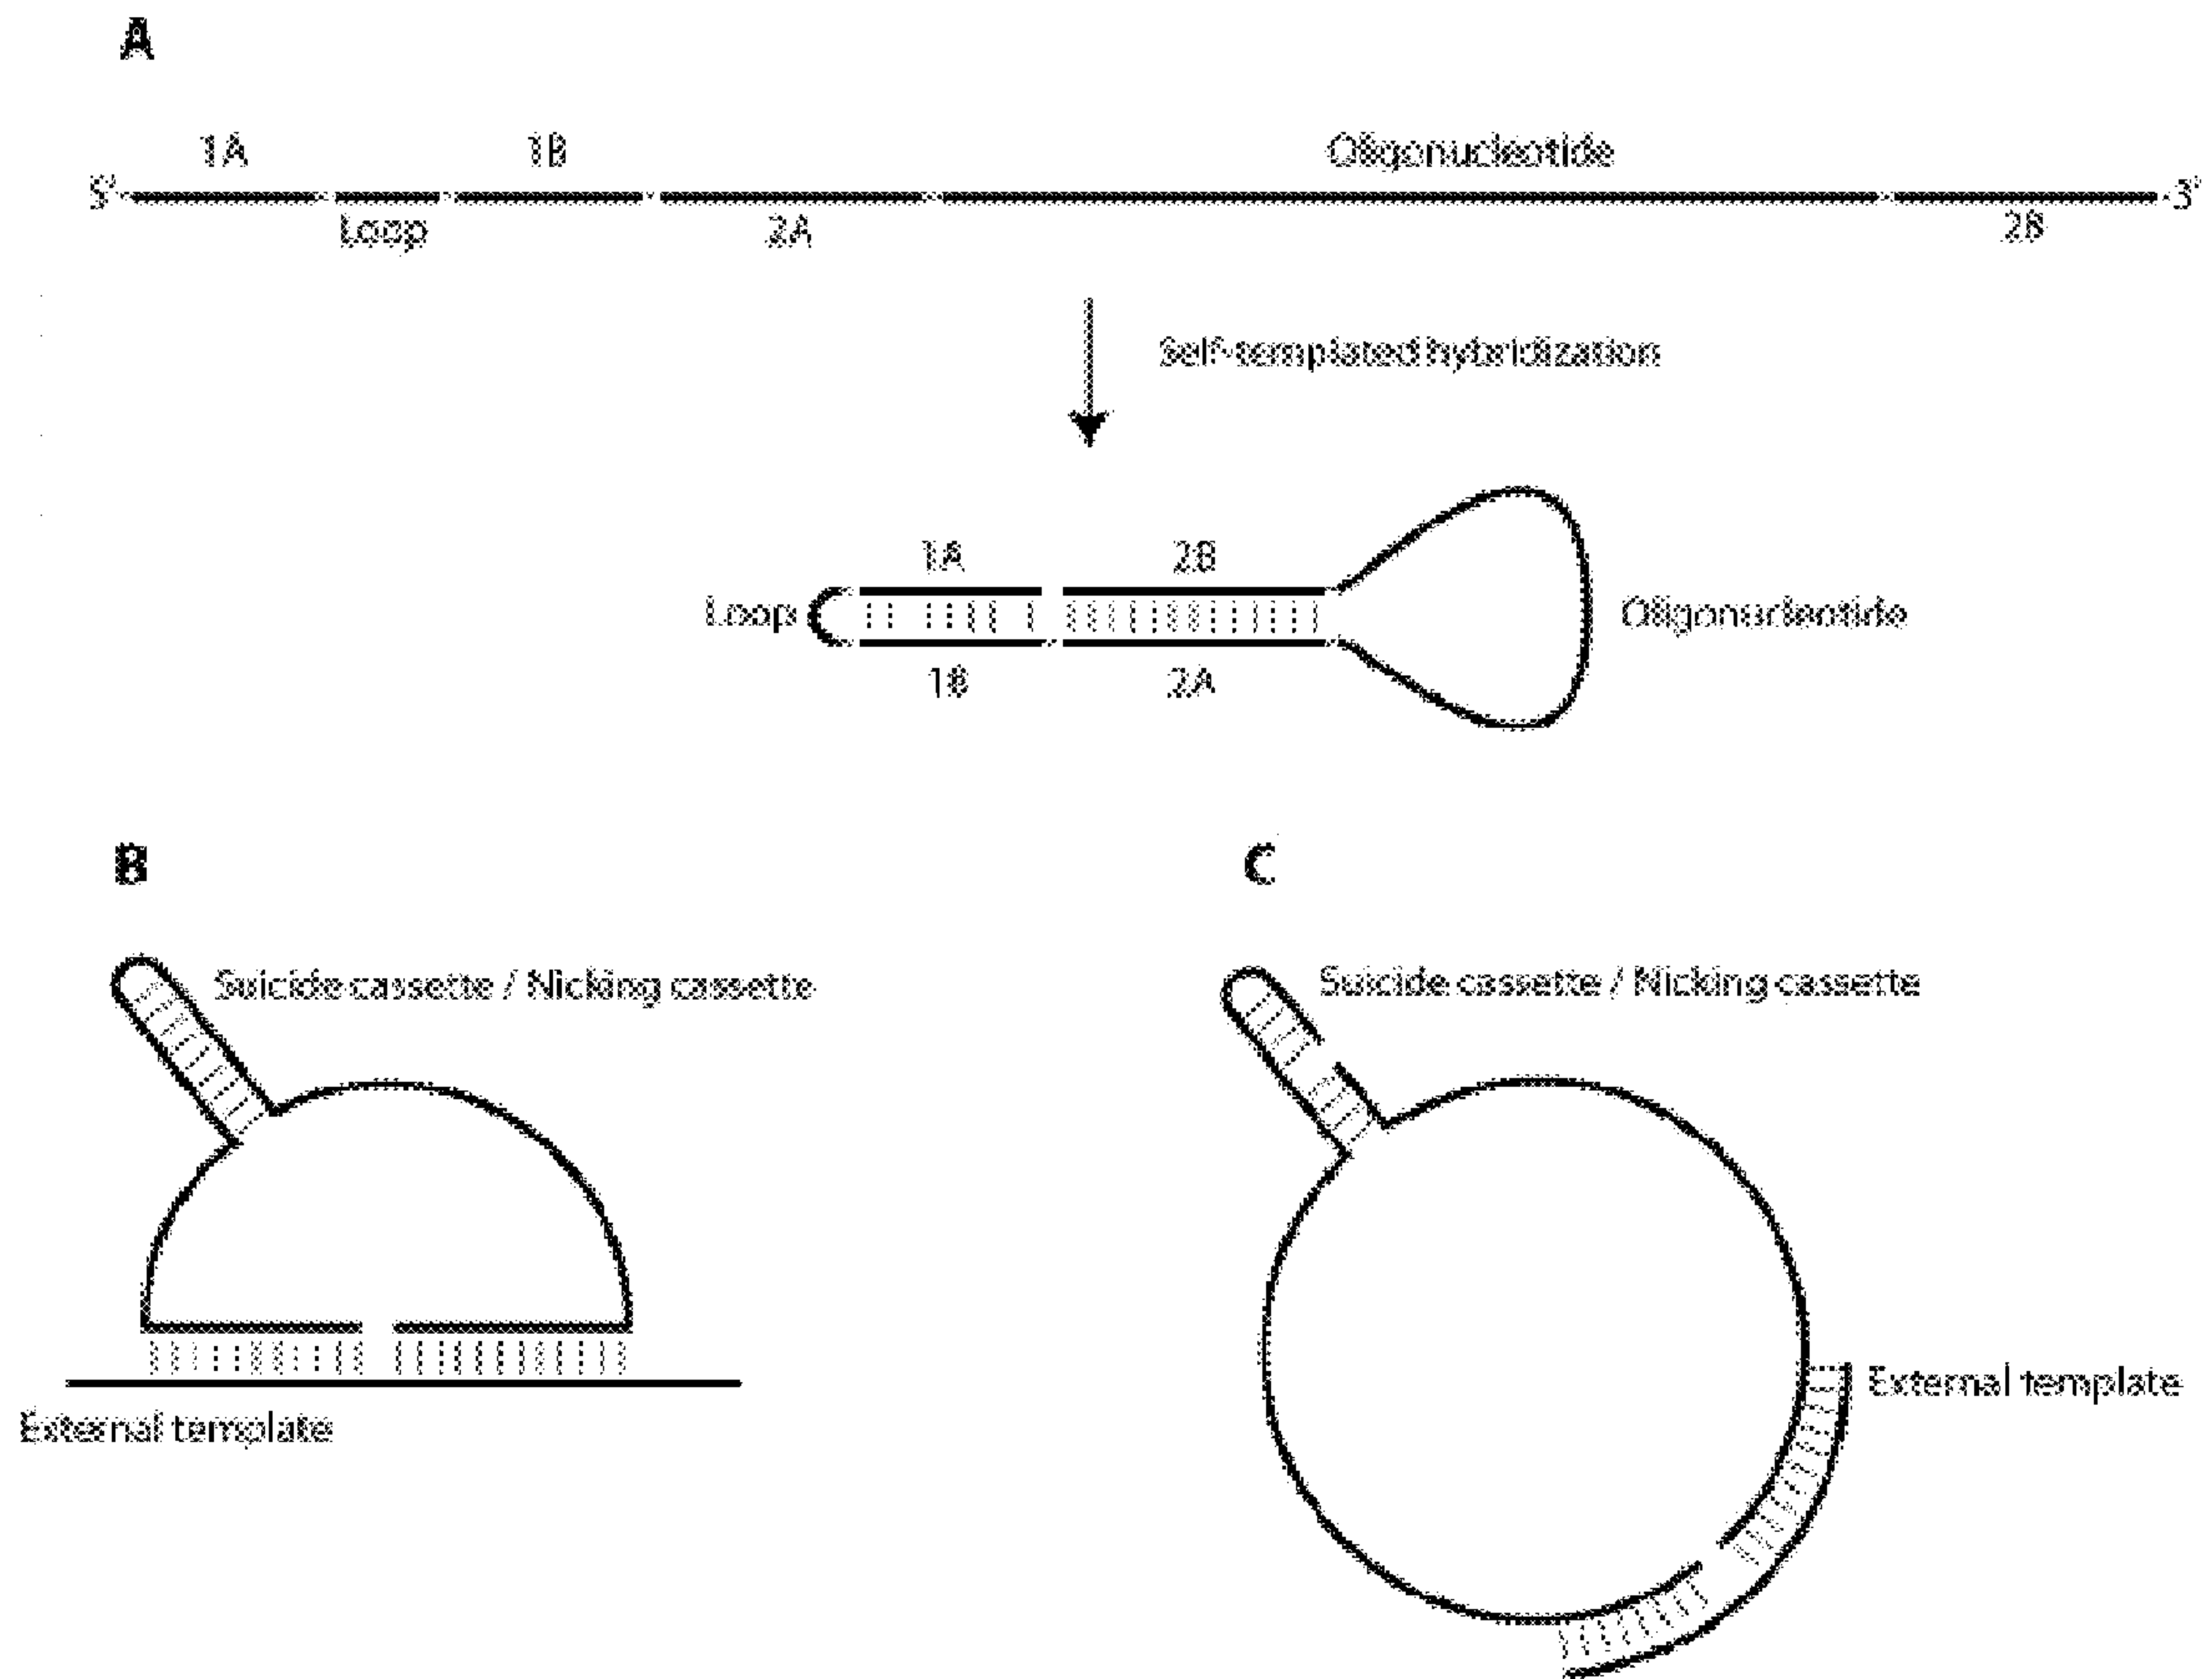 A
1A 1B Oligonucleotide
5' 3'
Loop 2A 2B
Self-templated hybridization
1A 2B
Loop Oligonucleotide
1B 2A
B C
Suicide cassette / Nicking cassette Suicide cassette / Nicking cassette
External template
External template